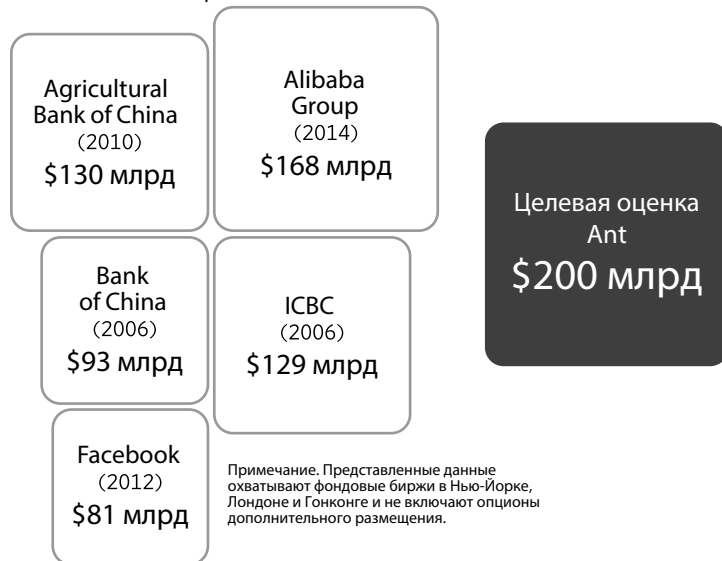 Agricultural
Bank of China
(2010)
$130 млрд
Alibaba
Group
(2014)
$168 млрд
Целевая оценка
Ant
$200 млрд
Bank
of China
(2006)
$93 млрд
ICBC
(2006)
$129 млрд
Facebook
(2012)
$81 млрд
Примечание. Представленные данные
охватывают фондовые биржи в Нью-Йорке,
Лондоне и Гонконге и не включают опционы
дополнительного размещения.